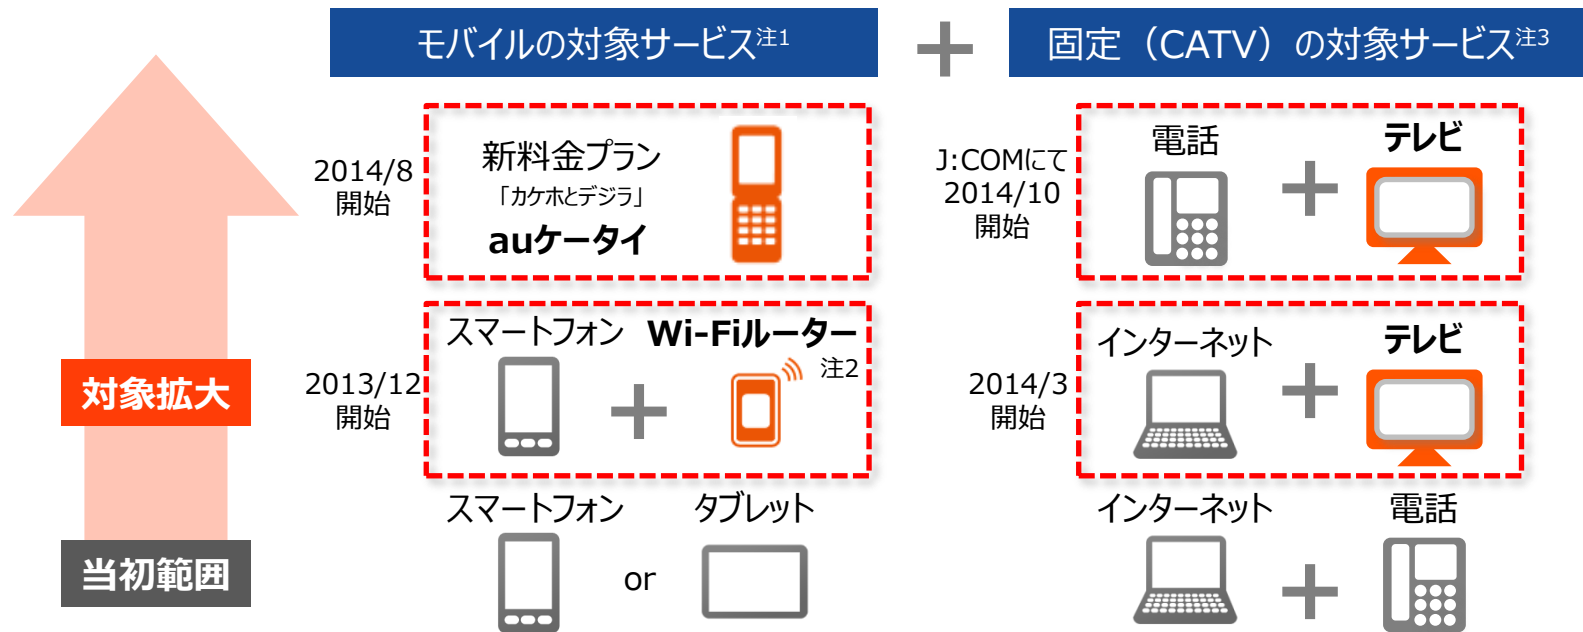 モバイルの対象サービス注1
固定（CATV）の対象サービス注3
2014/8
開始
新料金プラン
「カケホとデジラ」
auケータイ
J:COMにて
2014/10
開始
電話
テレビ
対象拡大
2013/12
開始
スマートフォン
Wi-Fiルーター
注2
2014/3
開始
インターネット
テレビ
当初範囲
スマートフォン
or
タブレット
インターネット
電話